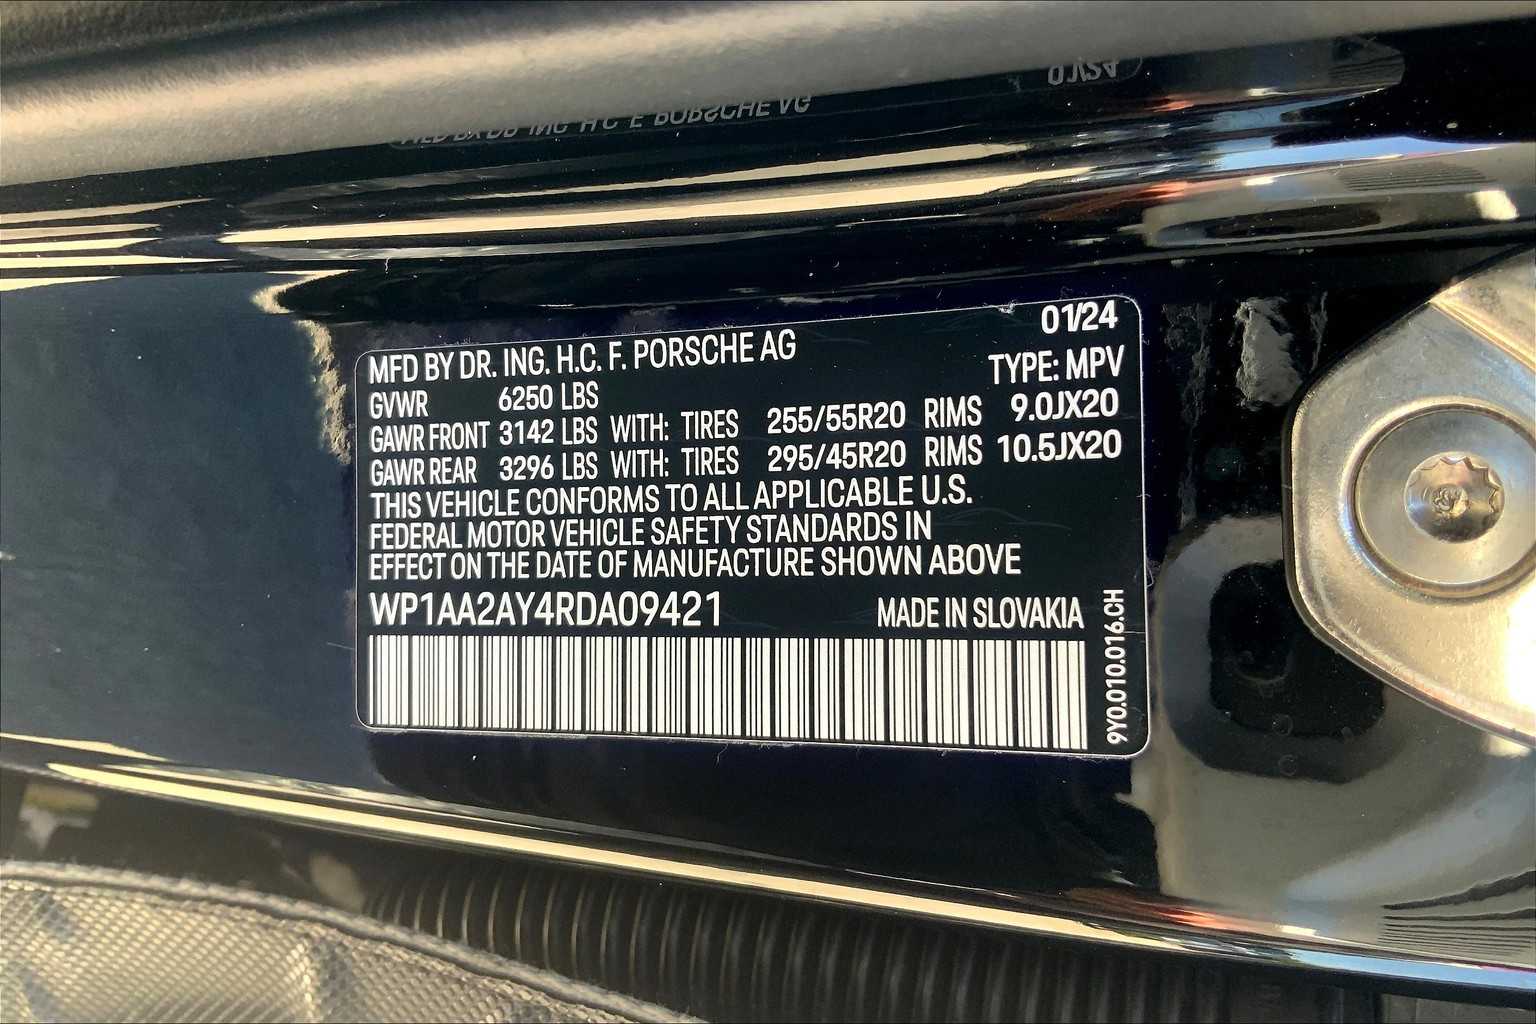 01/24
MFD BY DR. ING. H.C. F. PORSCHE AG
TYPE: MPV
GVWR 6250 LBS
GAWR FRONT 3142 LBS WITH: TIRES 255/55R20 RIMS 9.0JX20
GAWR REAR 3296 LBS WITH: TIRES 295/45R20 RIMS 10.5JX20
THIS VEHICLE CONFORMS TO ALL APPLICABLE U.S.
FEDERAL MOTOR VEHICLE SAFETY STANDARDS IN
EFFECT ON THE DATE OF MANUFACTURE SHOWN ABOVE
WP1AA2AY4RDA09421 MADE IN SLOVAKIA
9Y0.010.016.CH